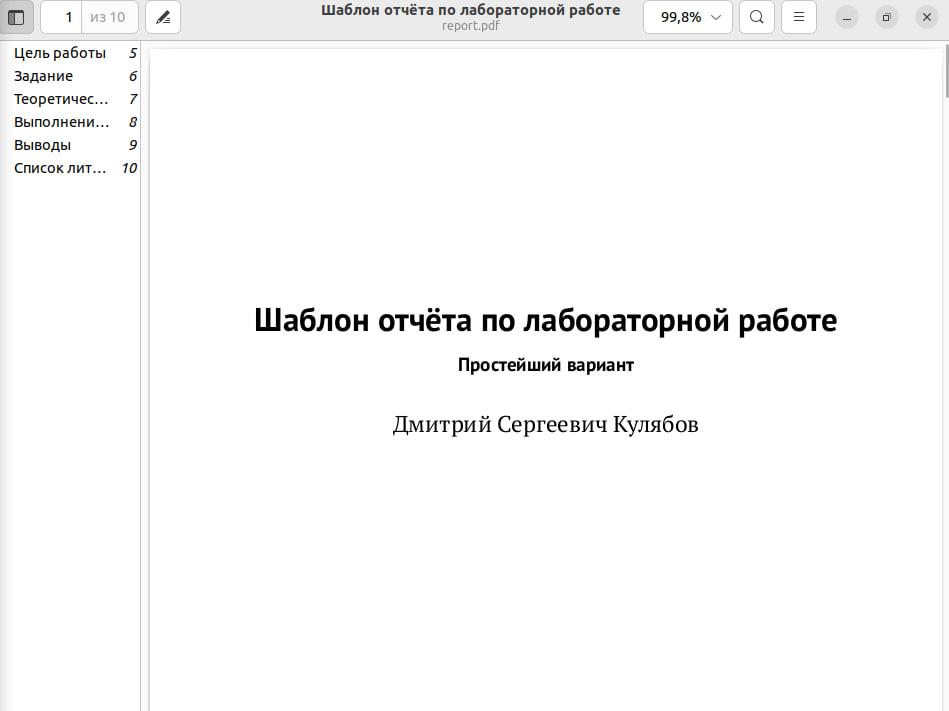 1 из 10
Шаблон отчёта по лабораторной работе
report.pdf
99,8%
Цель работы 5
Задание 6
Теоретичес… 7
Выполнени… 8
Выводы 9
Список лит… 10
Шаблон отчёта по лабораторной работе
Простейший вариант
Дмитрий Сергеевич Кулябов